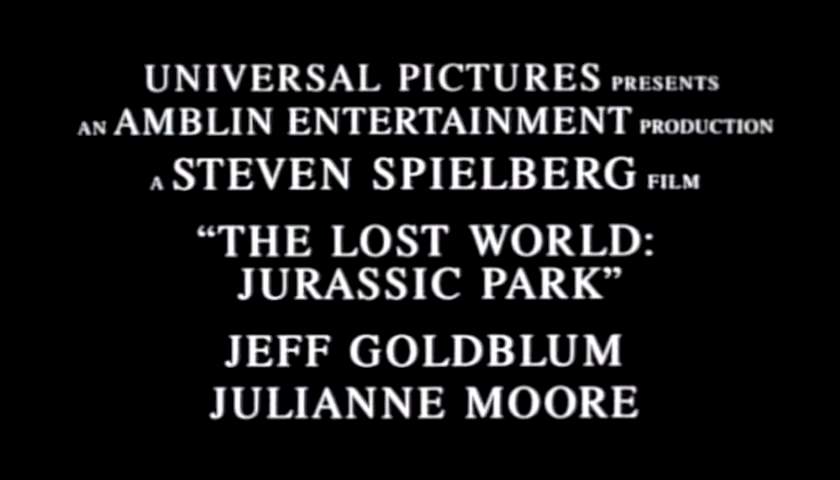 UNIVERSAL PICTURES PRESENTS
AN AMBLIN ENTERTAINMENT PRODUCTION
A STEVEN SPIELBERG FILM
“THE LOST WORLD:
JURASSIC PARK”
JEFF GOLDBLUM
JULIANNE MOORE